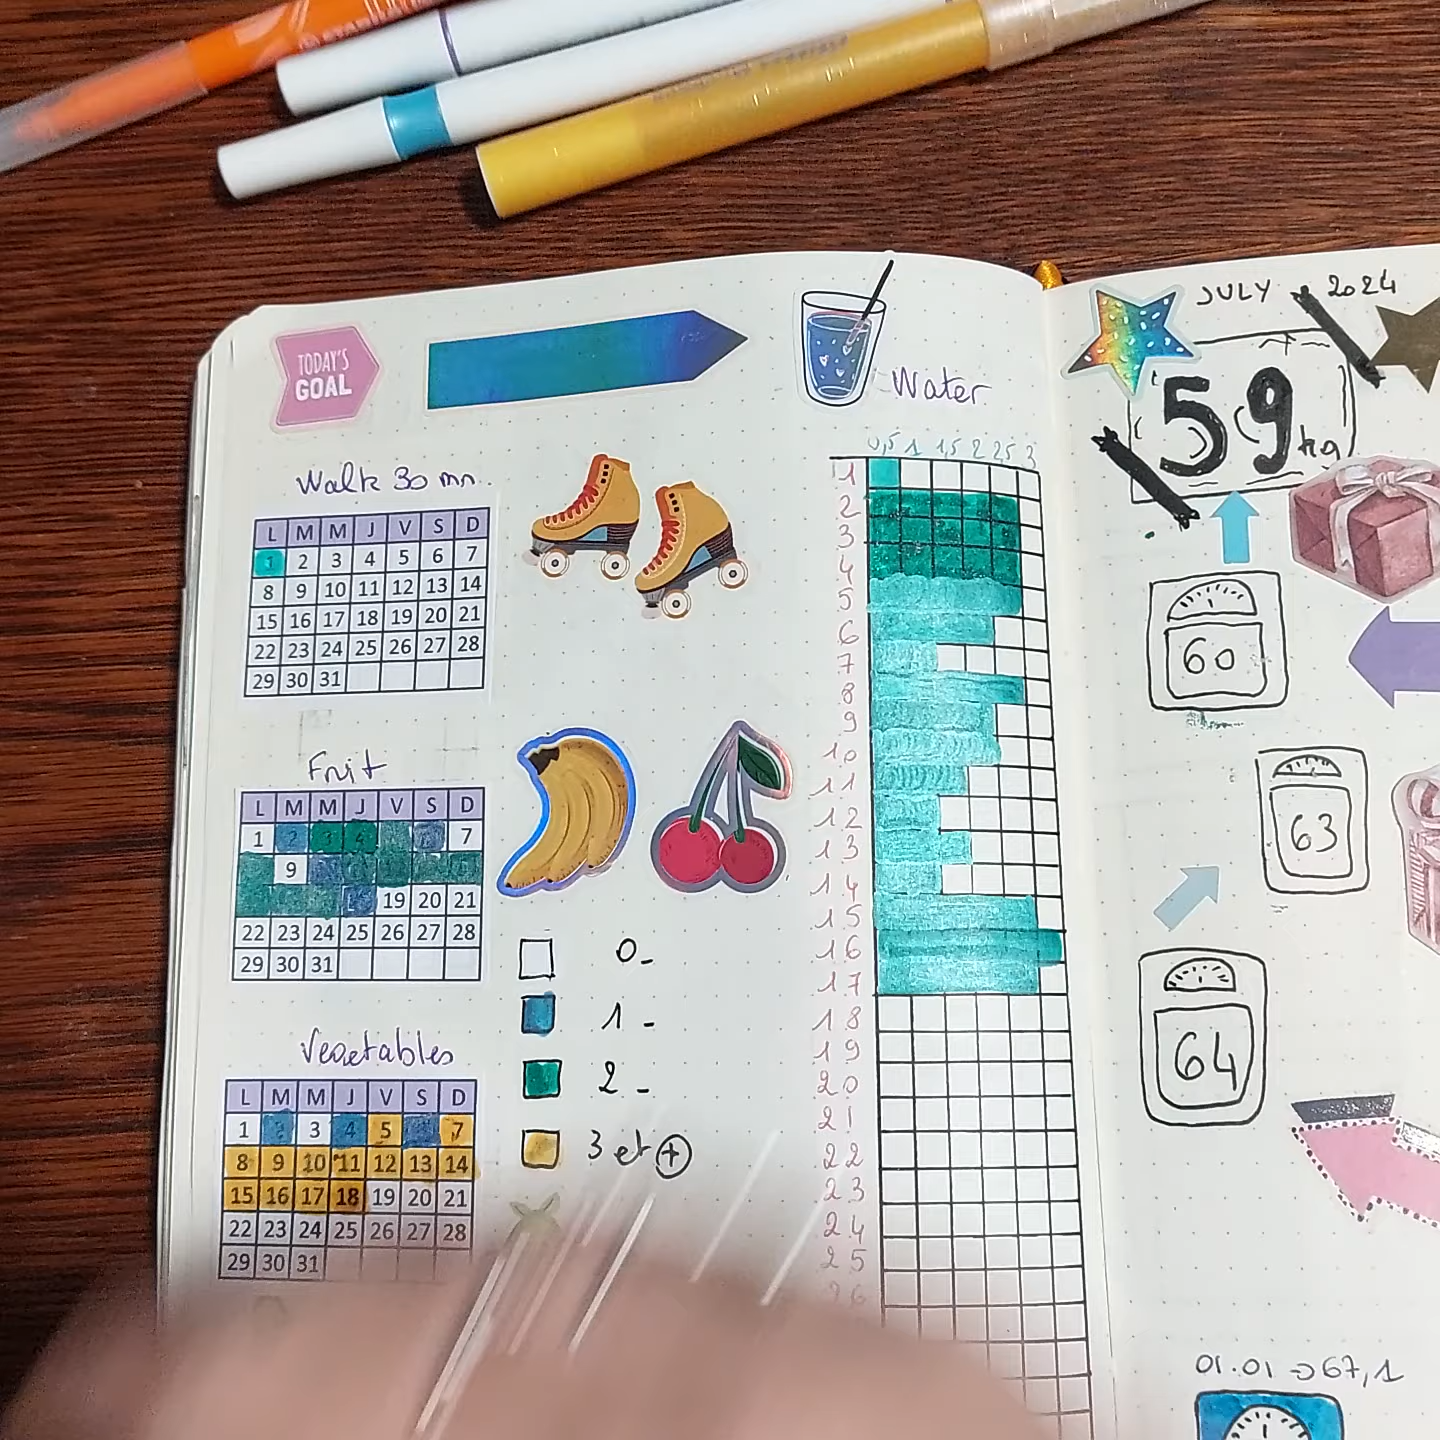 TODAY'S
GOAL
Walk 30 mn.
L M M J V S D
1 2 3 4 5 6 7
8 9 10 11 12 13 14
15 16 17 18 19 20 21
22 23 24 25 26 27 28
29 30 31
Fruit
L M M J V S D
1 2 3 4 7
9
19 20 21
22 23 24 25 26 27 28
29 30 31
Vegetables
L M M J V S D
1 2 3 4 5 7
8 9 10 11 12 13 14
15 16 17 18 19 20 21
22 23 24 25 26 27 28
29 30 31
0-
1-
2-
3 et +
Water
0,5 1 1,5 2 2,5 3
1
2
3
4
5
6
7
8
9
10
11
12
13
14
15
16
17
18
19
20
21
22
23
24
25
26
JULY 2024
59 kg
60
63
64
01.01 → 67,1